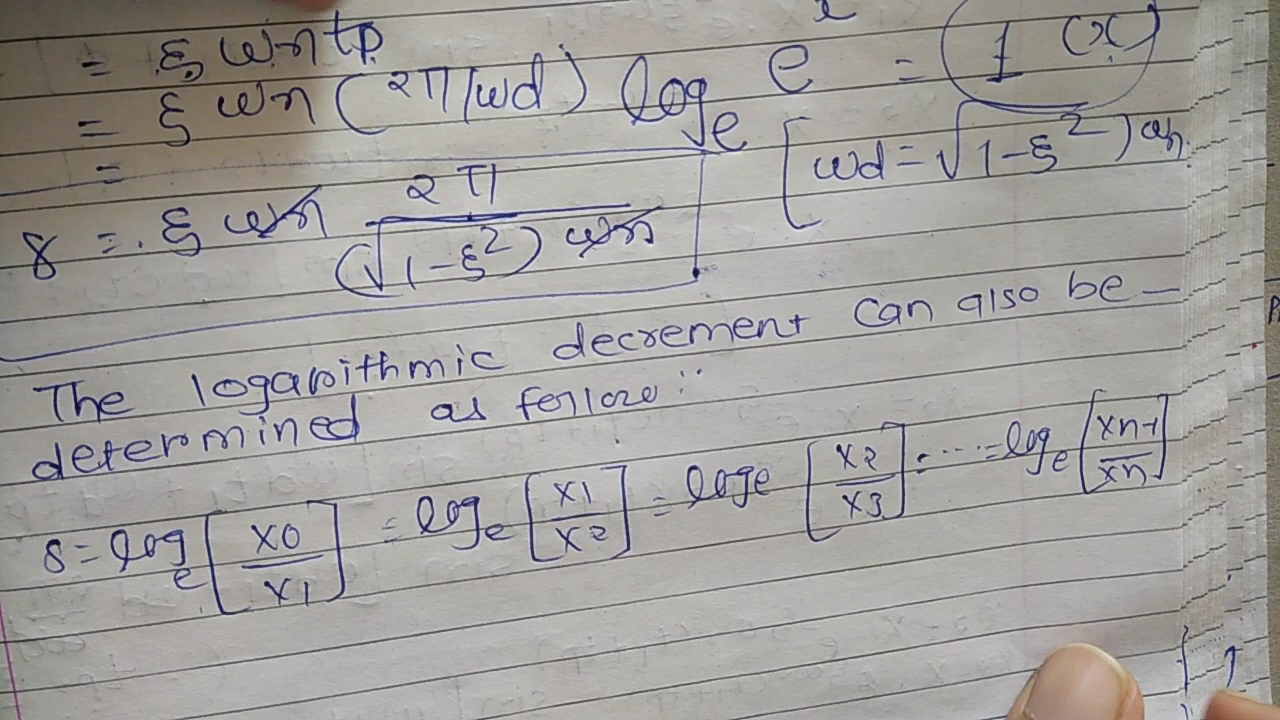 = ξ ωn tp
= ξ ωn (2π/ωd) logₑ eˣ = 1 (x)
= [ωd = √(1-ξ²) ωn
δ = ξ ωn 2π / (√1-ξ²) ωn
The logarithmic decrement can also be -
determined as follow:
δ = logₑ [x0/x1] = logₑ [x1/x2] = loge [x2/x3] .... = logₑ [xn-1/xn]